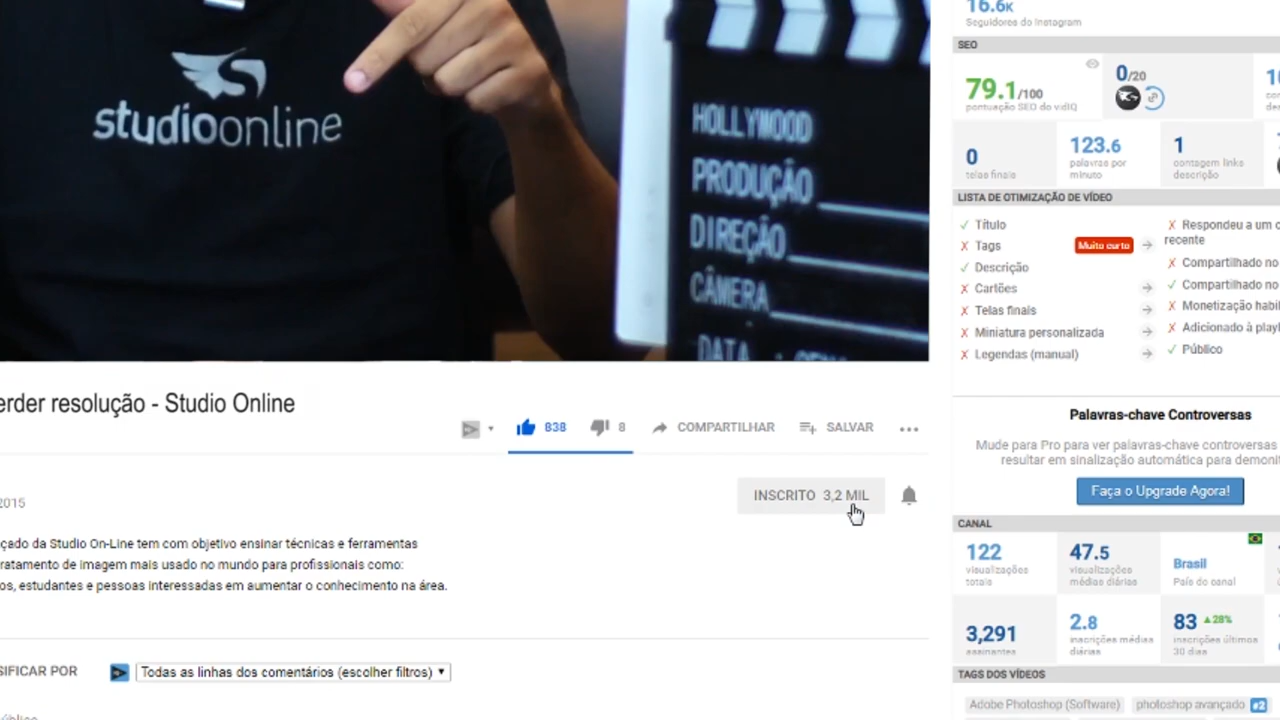 studioonline
HOLLYWOOD
PRODUÇÃO
DIREÇÃO
CÂMERA
DATA
erder resolução - Studio Online
838
8
COMPARTILHAR
SALVAR
2015
INSCRITO 3,2 MIL
çado da Studio On-Line tem com objetivo ensinar técnicas e ferramentas
ratamento de imagem mais usado no mundo para profissionais como:
os, estudantes e pessoas interessadas em aumentar o conhecimento na área.
SIFICAR POR
Todas as linhas dos comentários (escolher filtros)
16.6K
Seguidores do Instagram
SEO
79.1/100
pontuação SEO do vidIQ
0/20
0
telas finais
123.6
palavras por
minuto
1
contagem links
descrição
LISTA DE OTIMIZAÇÃO DE VÍDEO
Título
Tags
Muito curto
Descrição
Cartões
Telas finais
Miniatura personalizada
Legendas (manual)
Respondeu a um c
recente
Compartilhado no
Compartilhado no
Monetização habil
Adicionado à playl
Público
Palavras-chave Controversas
Mude para Pro para ver palavras-chave controversas
resultar em sinalização automática para demoni
Faça o Upgrade Agora!
CANAL
122
visualizações
totais
47.5
visualizações
médias diárias
Brasil
País do canal
3,291
assinantes
2.8
inscrições médias
diárias
83 ▲28%
inscrições últimos
30 dias
TAGS DOS VÍDEOS
Adobe Photoshop (Software)
photoshop avançado #2